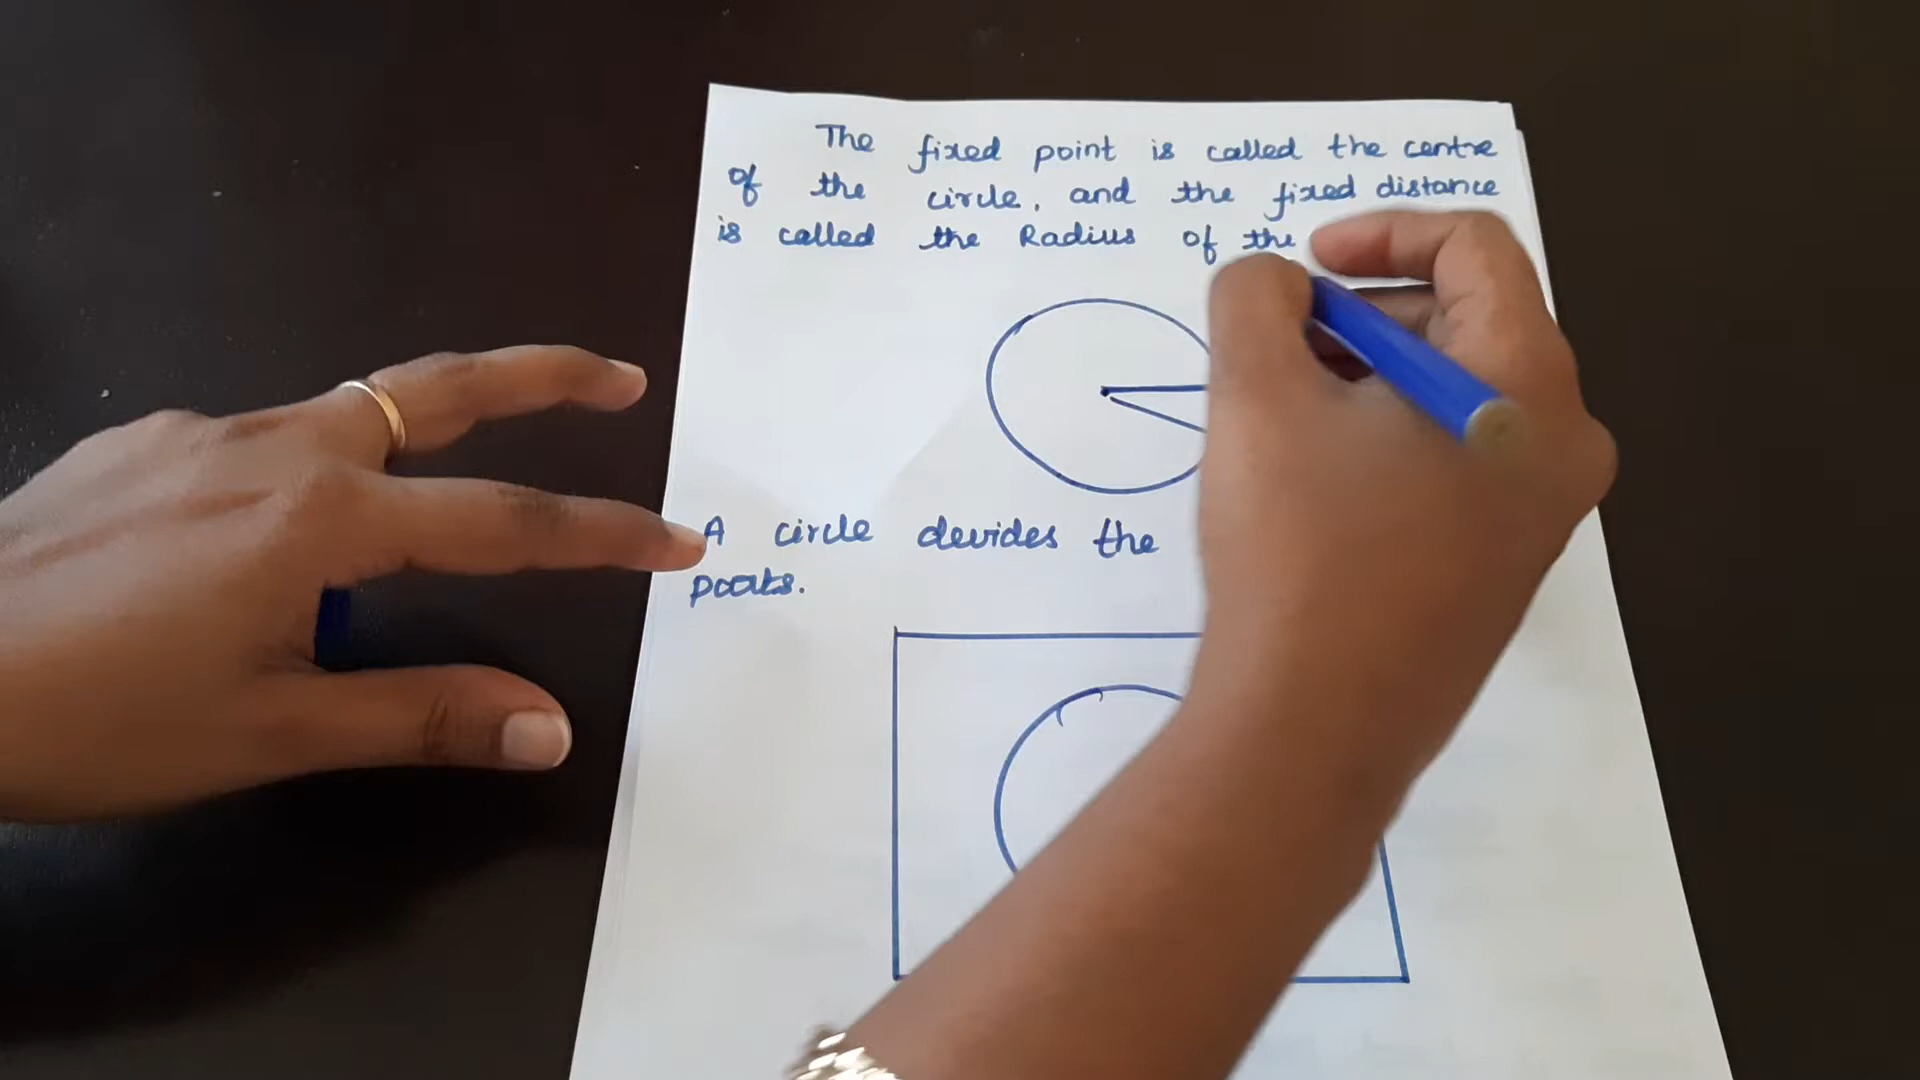 The fixed point is called the centre
of the circle, and the fixed distance
is called the Radius of the
A circle devides the
parts.